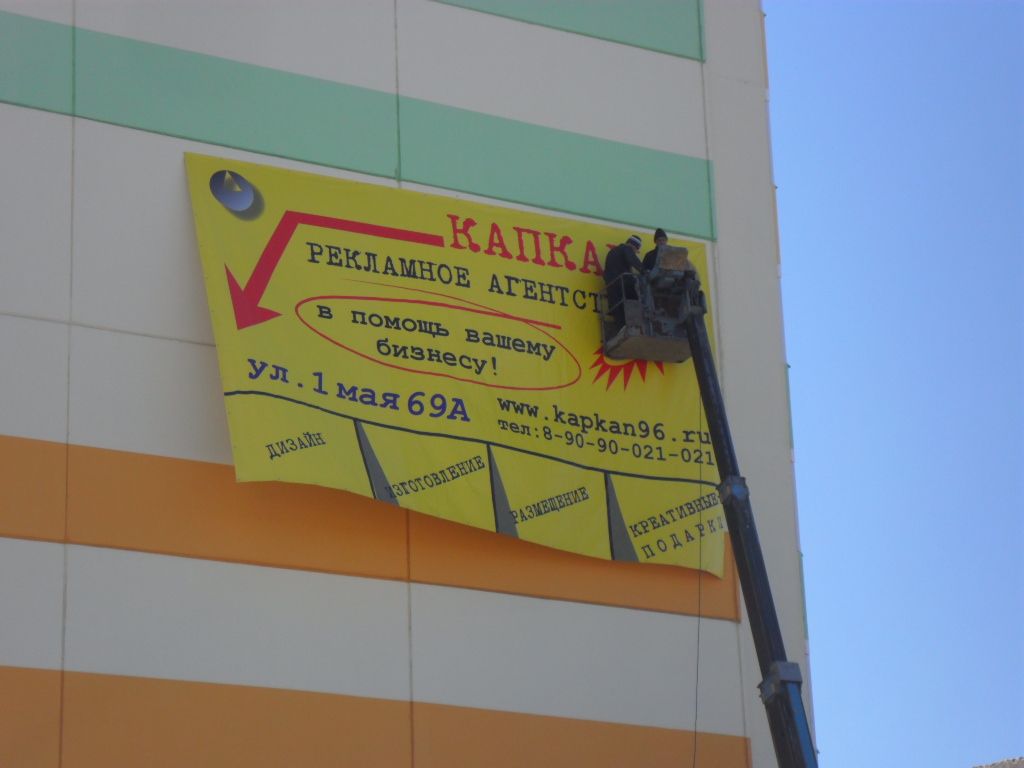 КАПКА
РЕКЛАМНОЕ АГЕНТСТ
в помощь вашему
бизнесу!
ул.1 мая 69А
www.kapkan96.ru
тел:8-90-90-021-021
ДИЗАЙН
ИЗГОТОВЛЕНИЕ
РАЗМЕЩЕНИЕ
КРЕАТИВНЫЕ
ПОДАРКИ